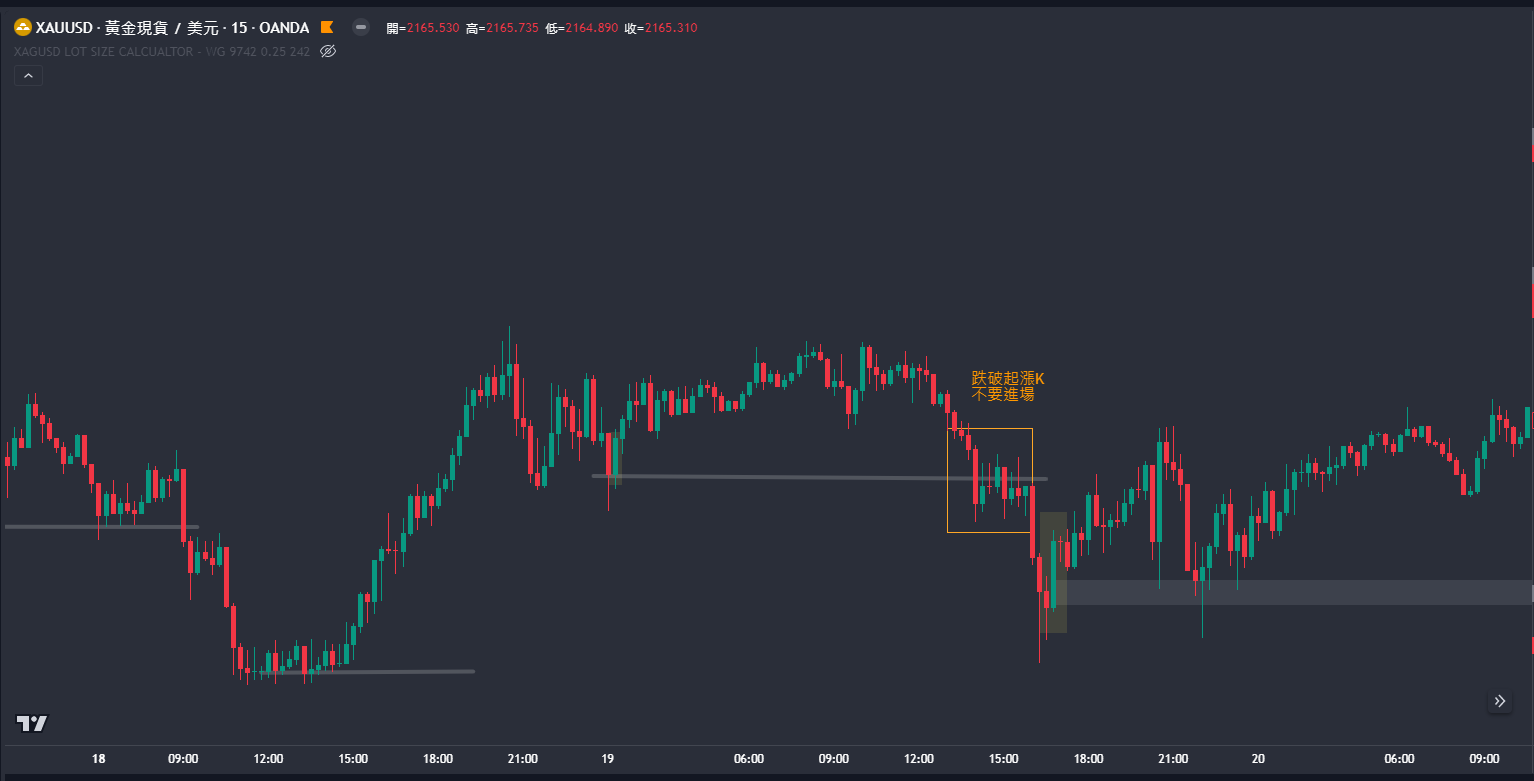 XAUUSD · 黃金現貨 / 美元 · 15 · OANDA 開=2165.530 高=2165.735 低=2164.890 收=2165.310
XAGUSD LOT SIZE CALCUALTOR - WG 9742 0.25 242
跌破起漲K
不要進場
18 09:00 12:00 15:00 18:00 21:00 19 06:00 09:00 12:00 15:00 18:00 21:00 20 06:00 09:00